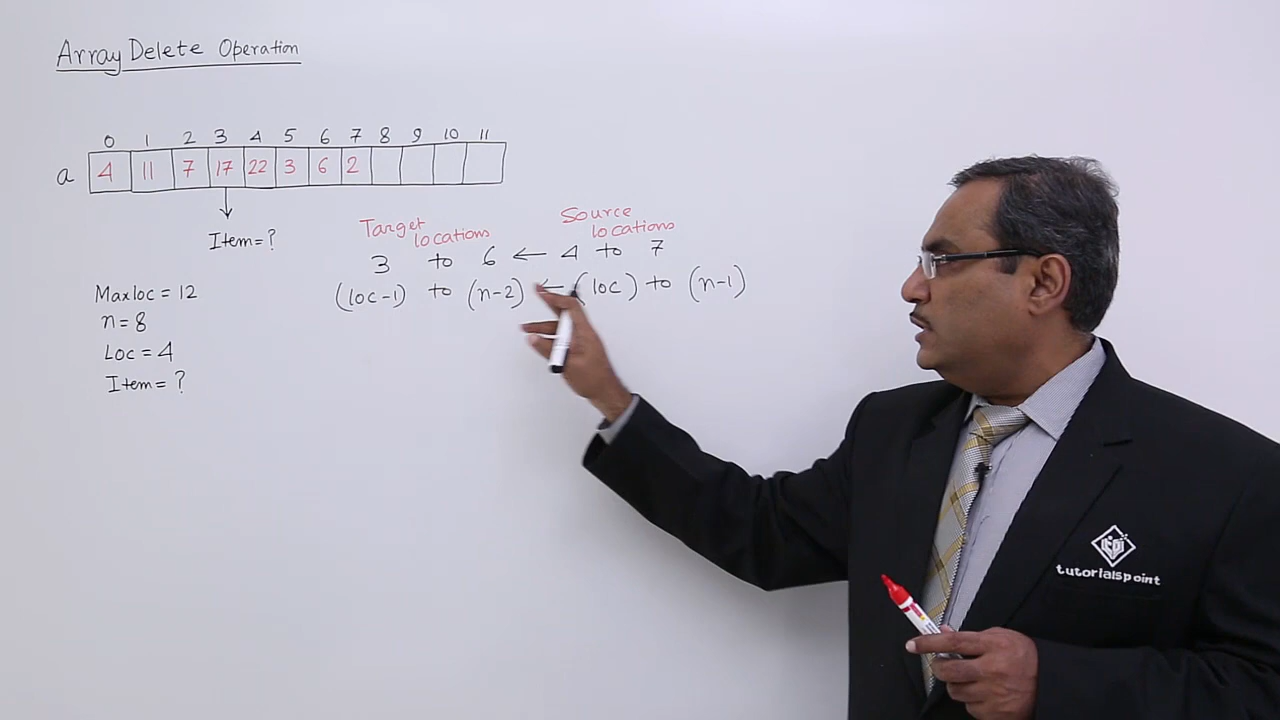 Array Delete Operation
0 1 2 3 4 5 6 7 8 9 10 11
a 4 11 7 17 22 3 6 2
Item = ?
Target locations
Source locations
3 to 6 ← 4 to 7
(loc-1) to (n-2) ← (loc) to (n-1)
Maxloc = 12
n = 8
Loc = 4
Item = ?
tutorialspoint